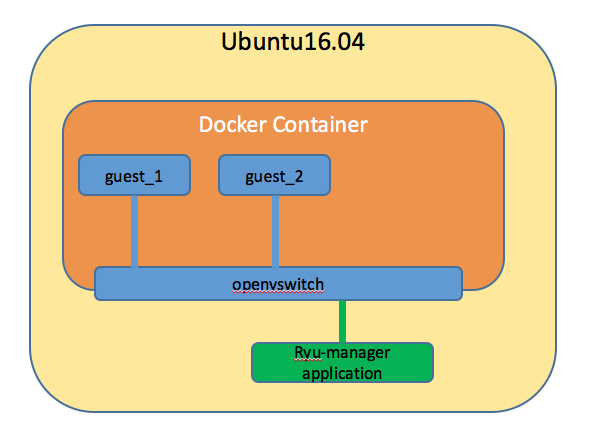 Ubuntu16.04
Docker Container
guest_1
guest_2
openvswitch
Ryu-manager
application